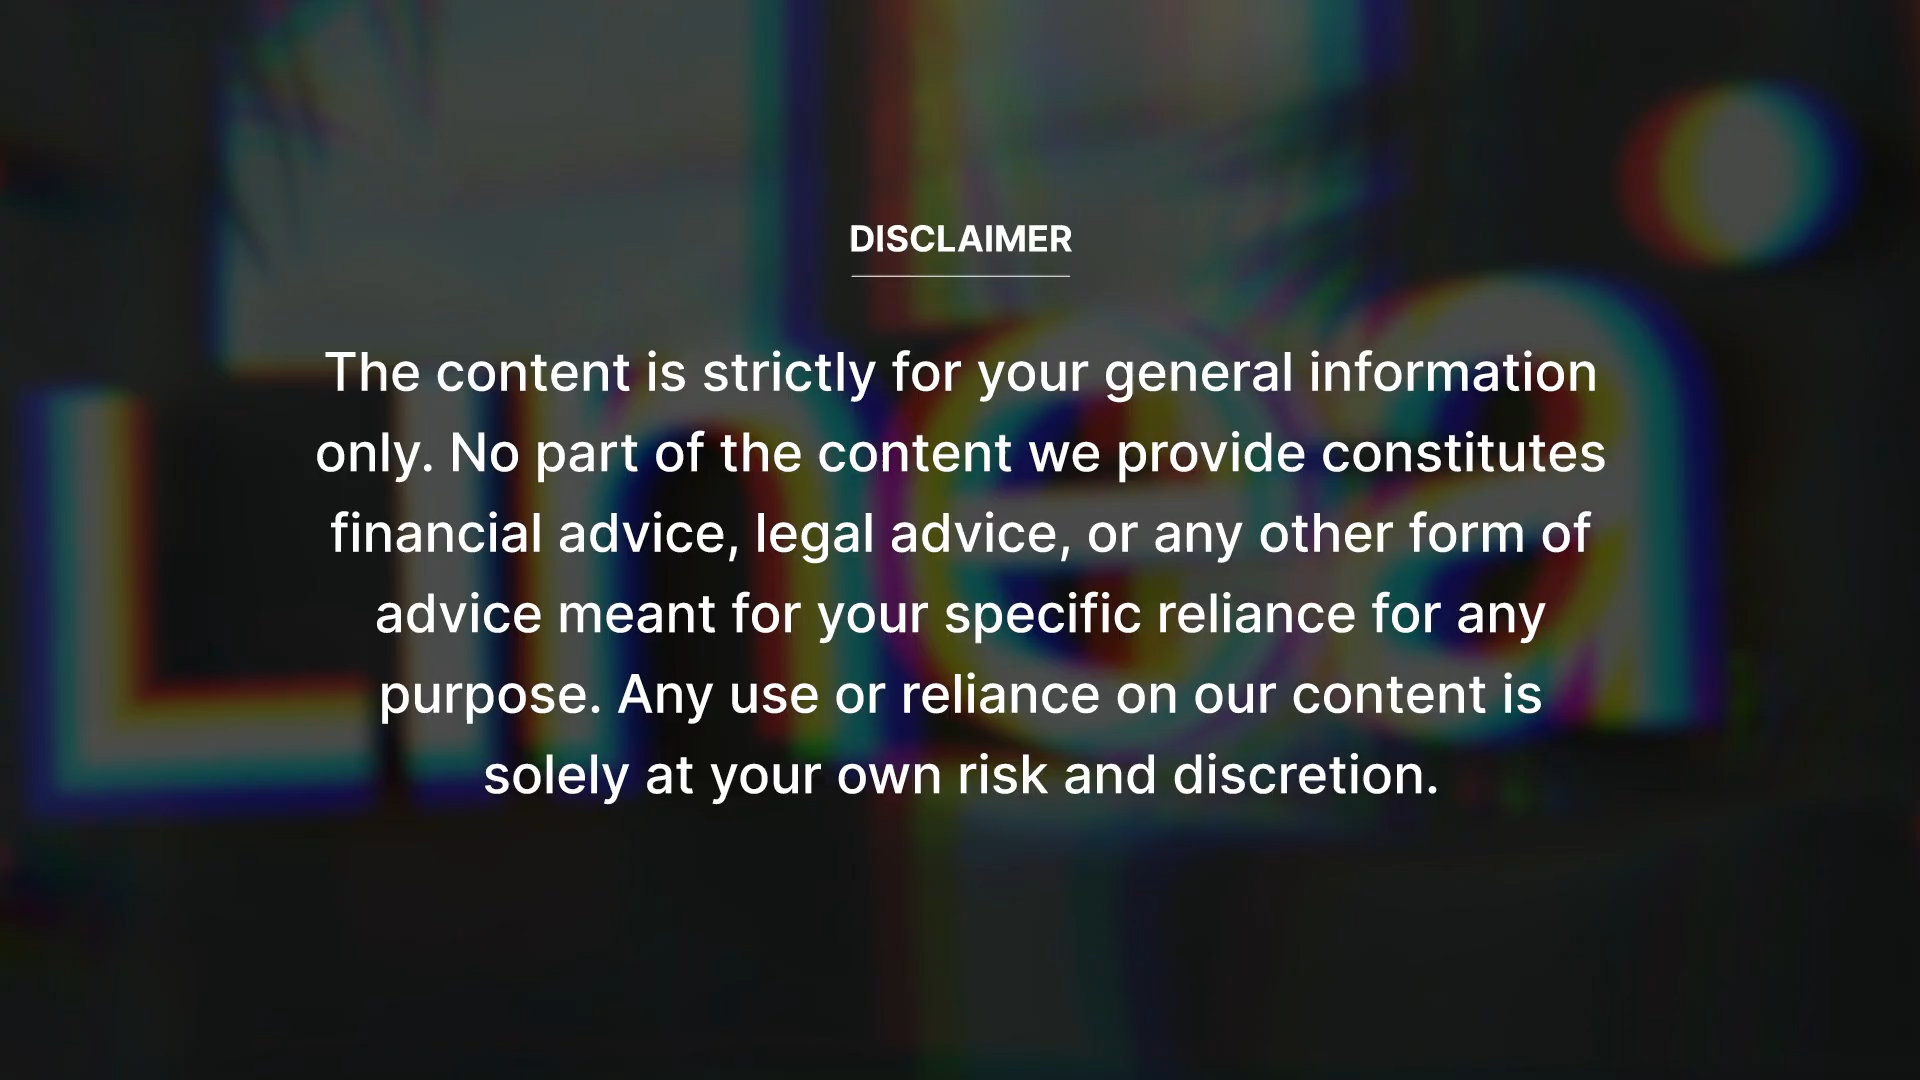 DISCLAIMER
The content is strictly for your general information
only. No part of the content we provide constitutes
financial advice, legal advice, or any other form of
advice meant for your specific reliance for any
purpose. Any use or reliance on our content is
solely at your own risk and discretion.
Linea